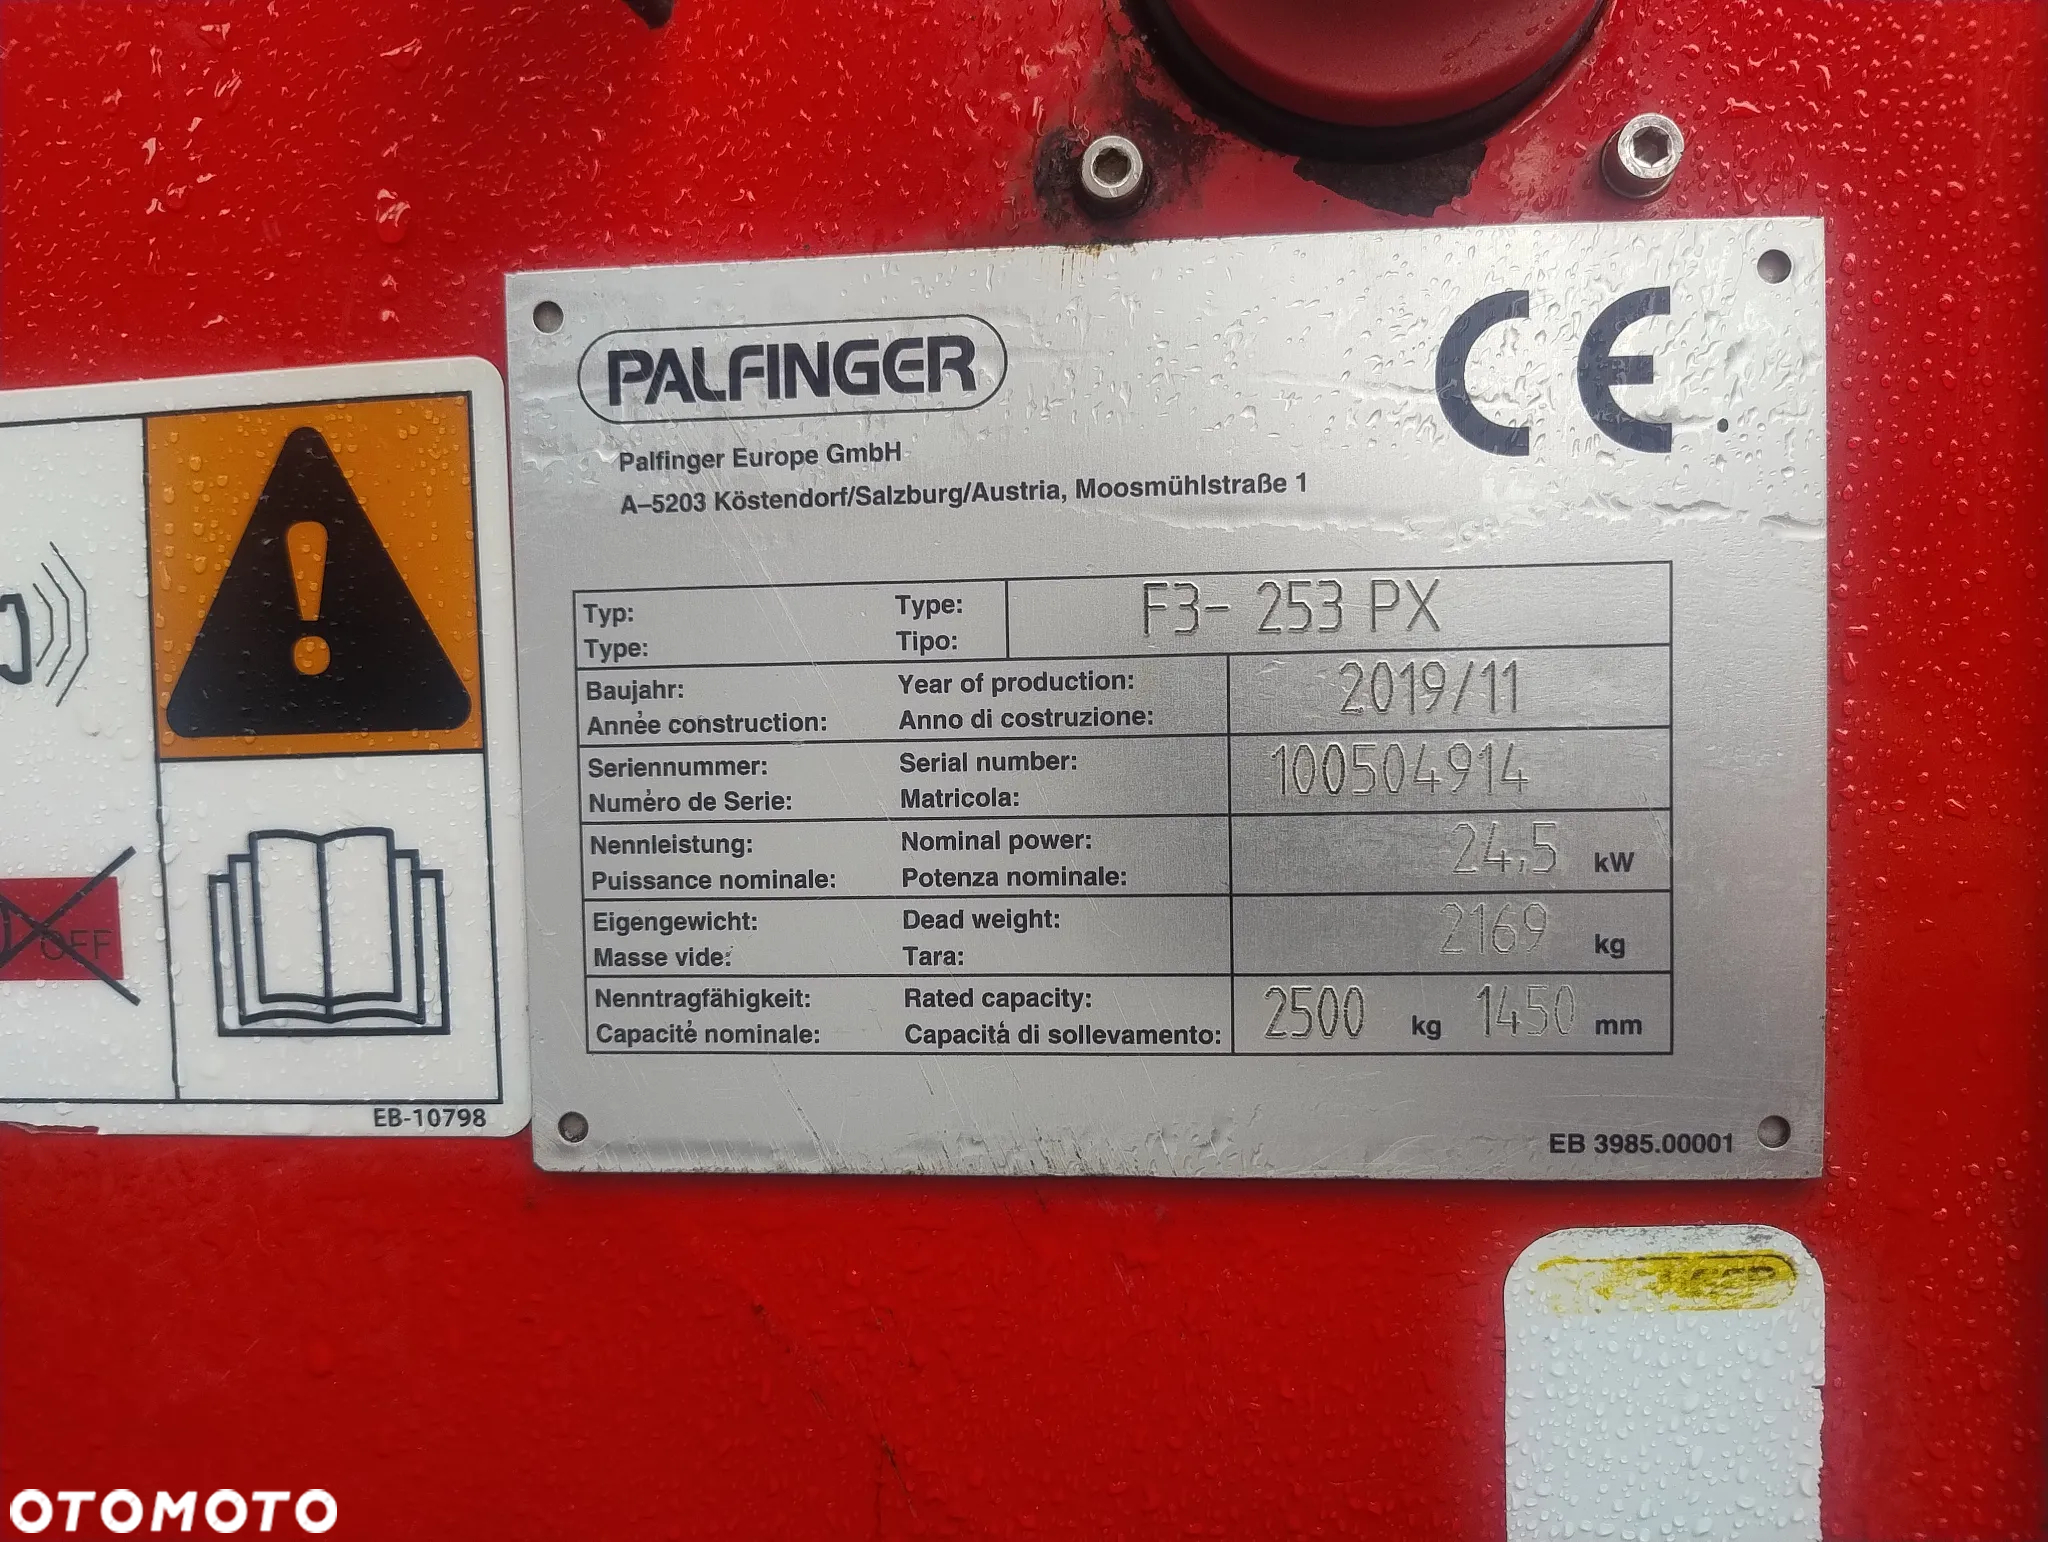 PALFINGER
CE
Palfinger Europe GmbH
A–5203 Köstendorf/Salzburg/Austria, Moosmühlstraße 1
Typ: Type: F3- 253 PX
Type: Tipo:
Baujahr: Year of production: 2019/11
Année construction: Anno di costruzione:
Seriennummer: Serial number: 100504914
Numéro de Serie: Matricola:
Nennleistung: Nominal power: 24,5 kW
Puissance nominale: Potenza nominale:
Eigengewicht: Dead weight: 2169 kg
Masse vide: Tara:
Nenntragfähigkeit: Rated capacity: 2500 kg 1450 mm
Capacité nominale: Capacitá di sollevamento:
EB 3985.00001
OFF
EB-10798
OTOMOTO